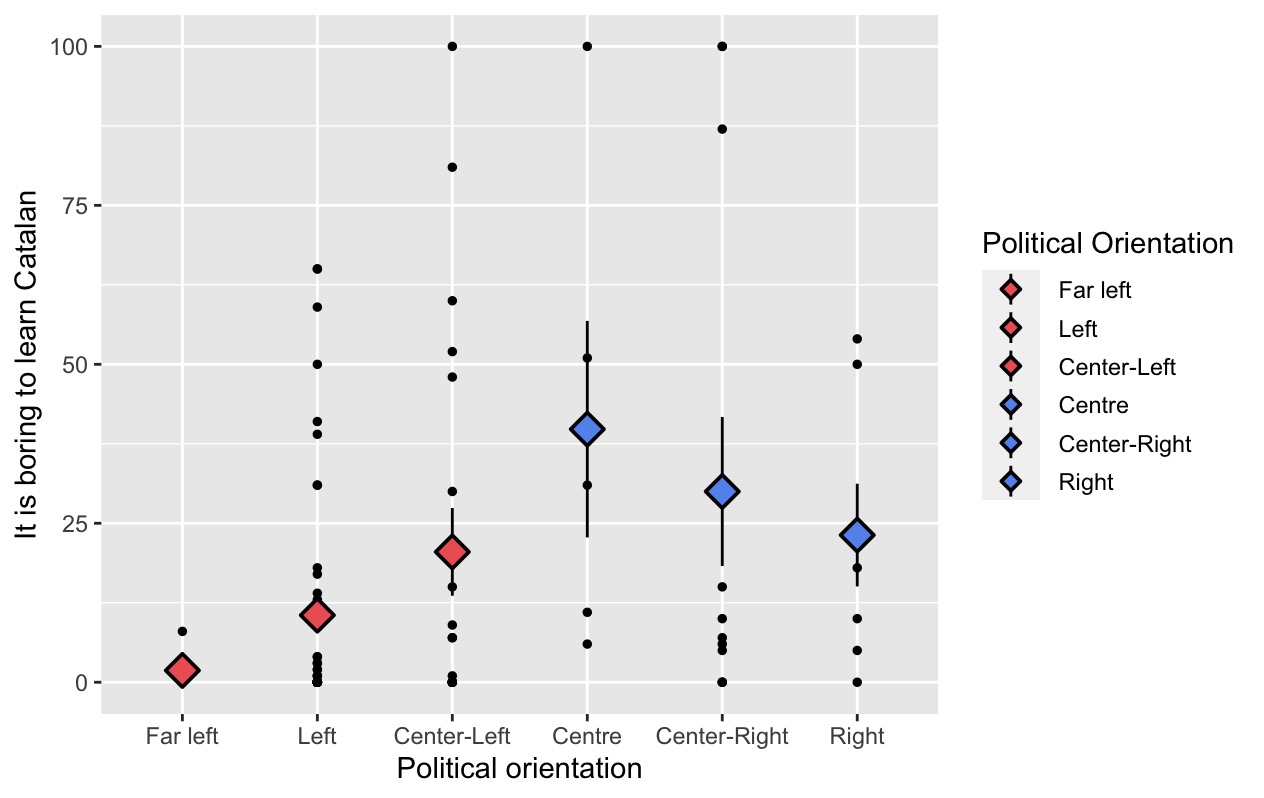 It is boring to learn Catalan
100
75
50
25
0
Far left
Left
Center-Left
Centre
Center-Right
Right
Political orientation
Political Orientation
Far left
Left
Center-Left
Centre
Center-Right
Right